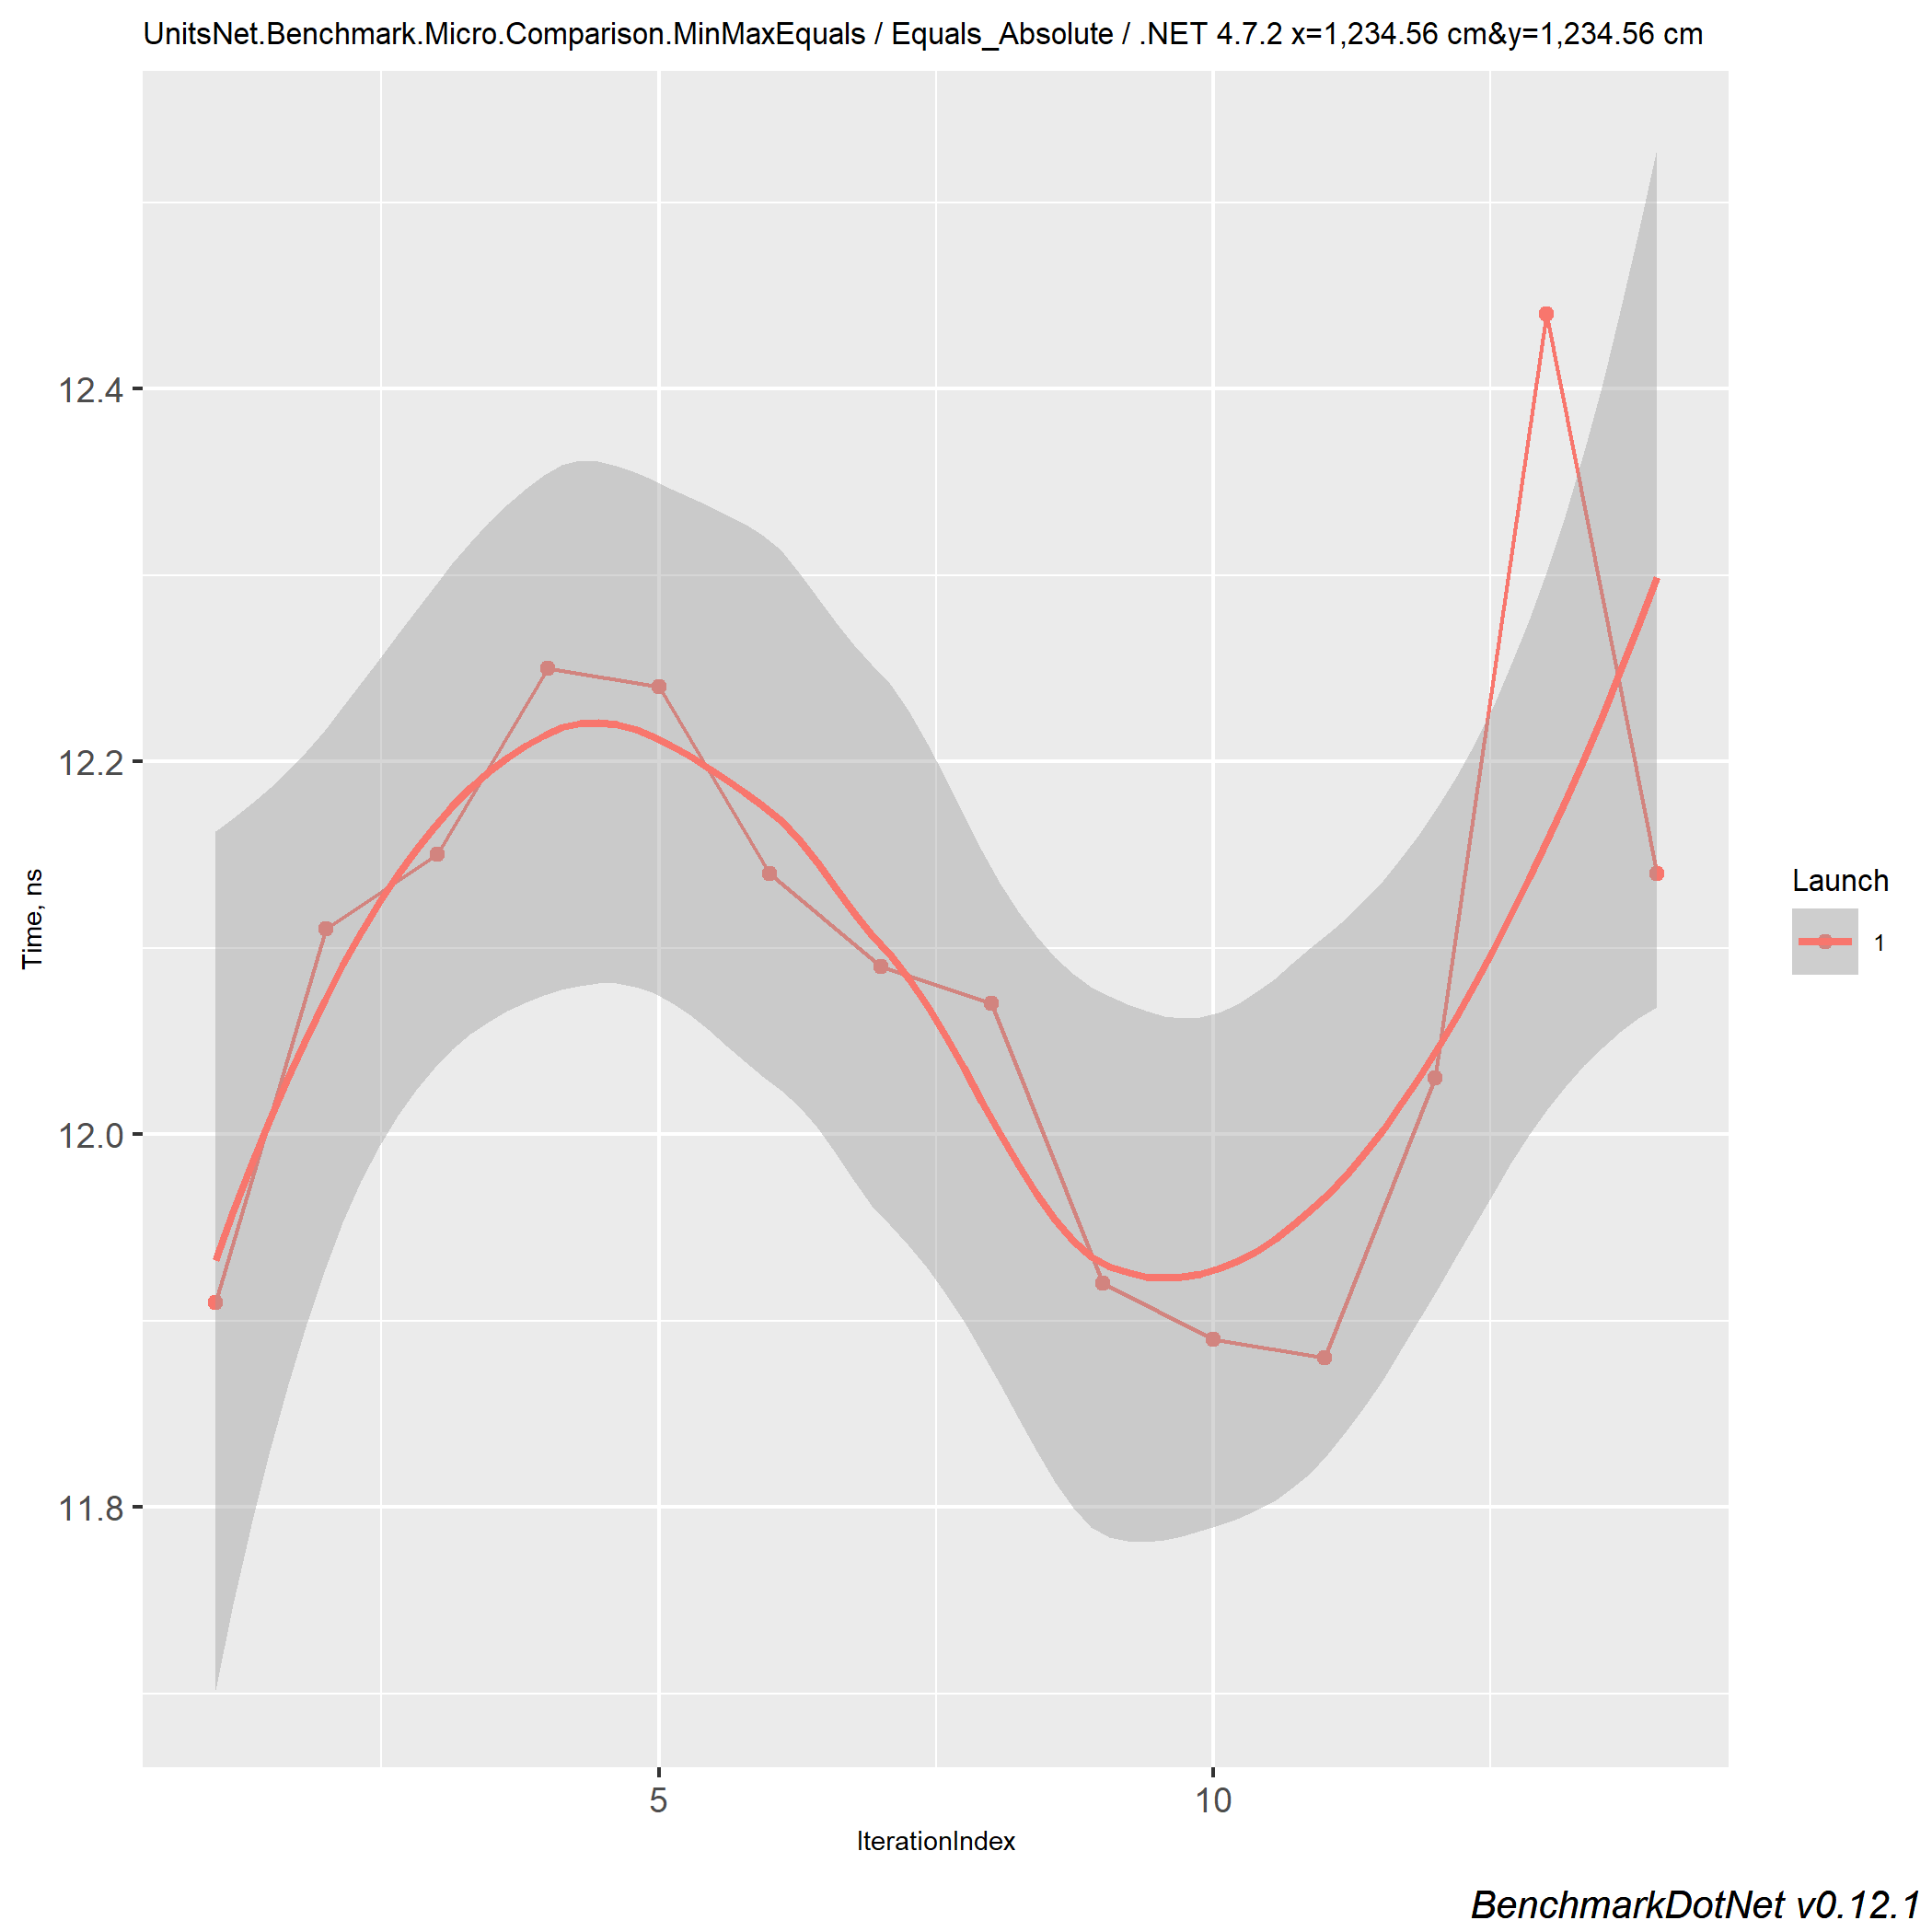 UnitsNet.Benchmark.Micro.Comparison.MinMaxEquals / Equals_Absolute / .NET 4.7.2 x=1,234.56 cm&y=1,234.56 cm
12.4
12.2
12.0
11.8
Time, ns
5
10
IterationIndex
Launch
1
BenchmarkDotNet v0.12.1